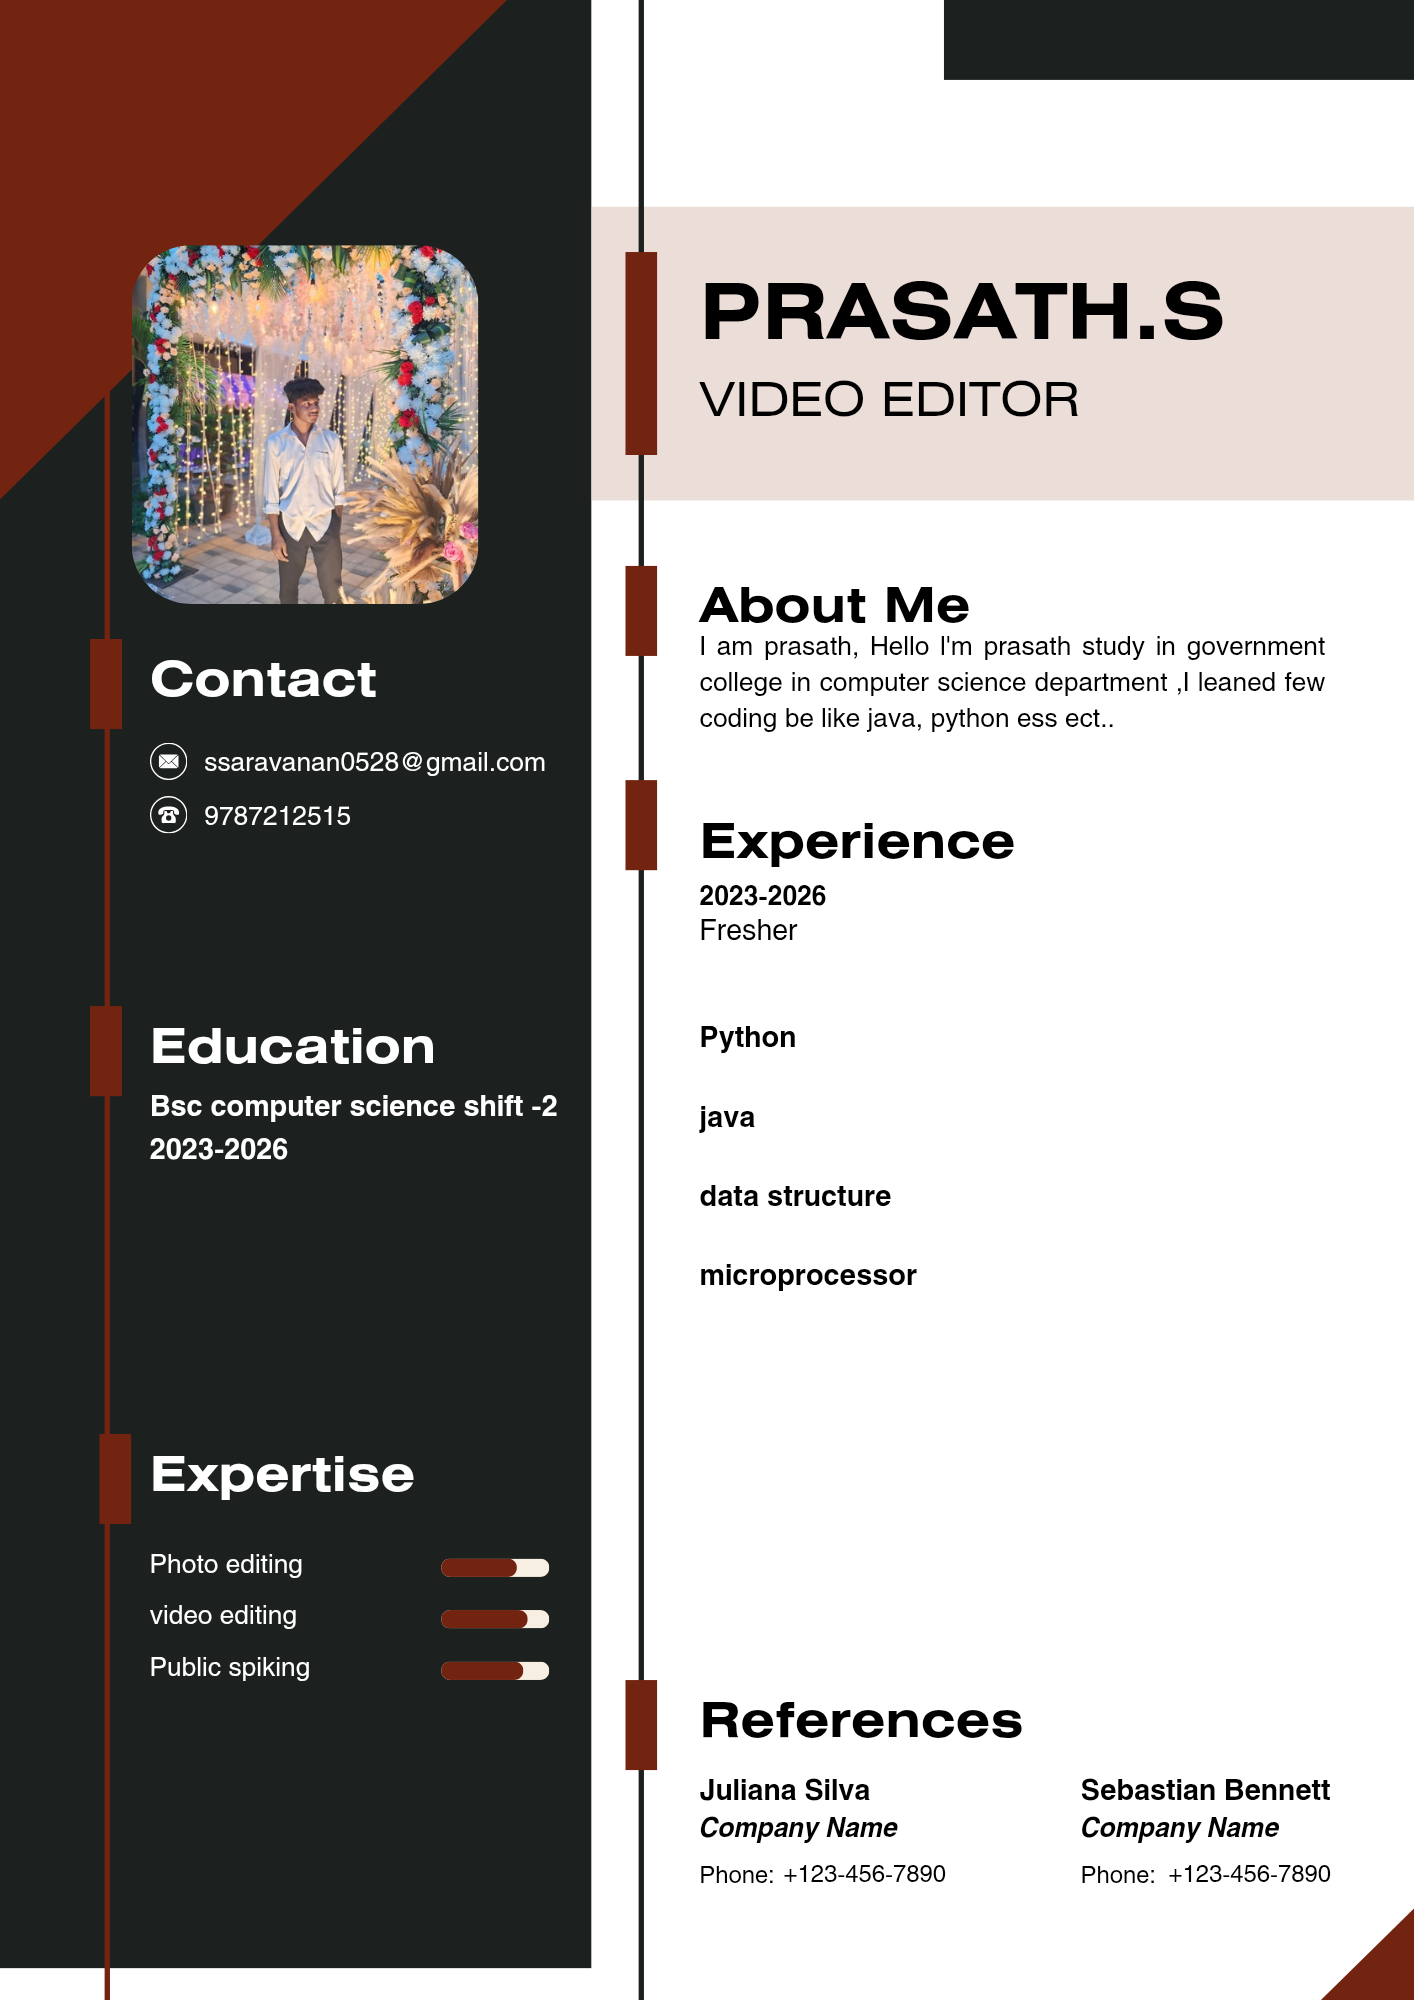 PRASATH.S
VIDEO EDITOR
Contact
ssaravanan0528@gmail.com
9787212515
Education
Bsc computer science shift -2
2023-2026
Expertise
Photo editing
video editing
Public spiking
About Me
I am prasath, Hello I'm prasath study in government
college in computer science department ,I leaned few
coding be like java, python ess ect..
Experience
2023-2026
Fresher
Python
java
data structure
microprocessor
References
Juliana Silva
Company Name
Phone: +123-456-7890
Sebastian Bennett
Company Name
Phone: +123-456-7890